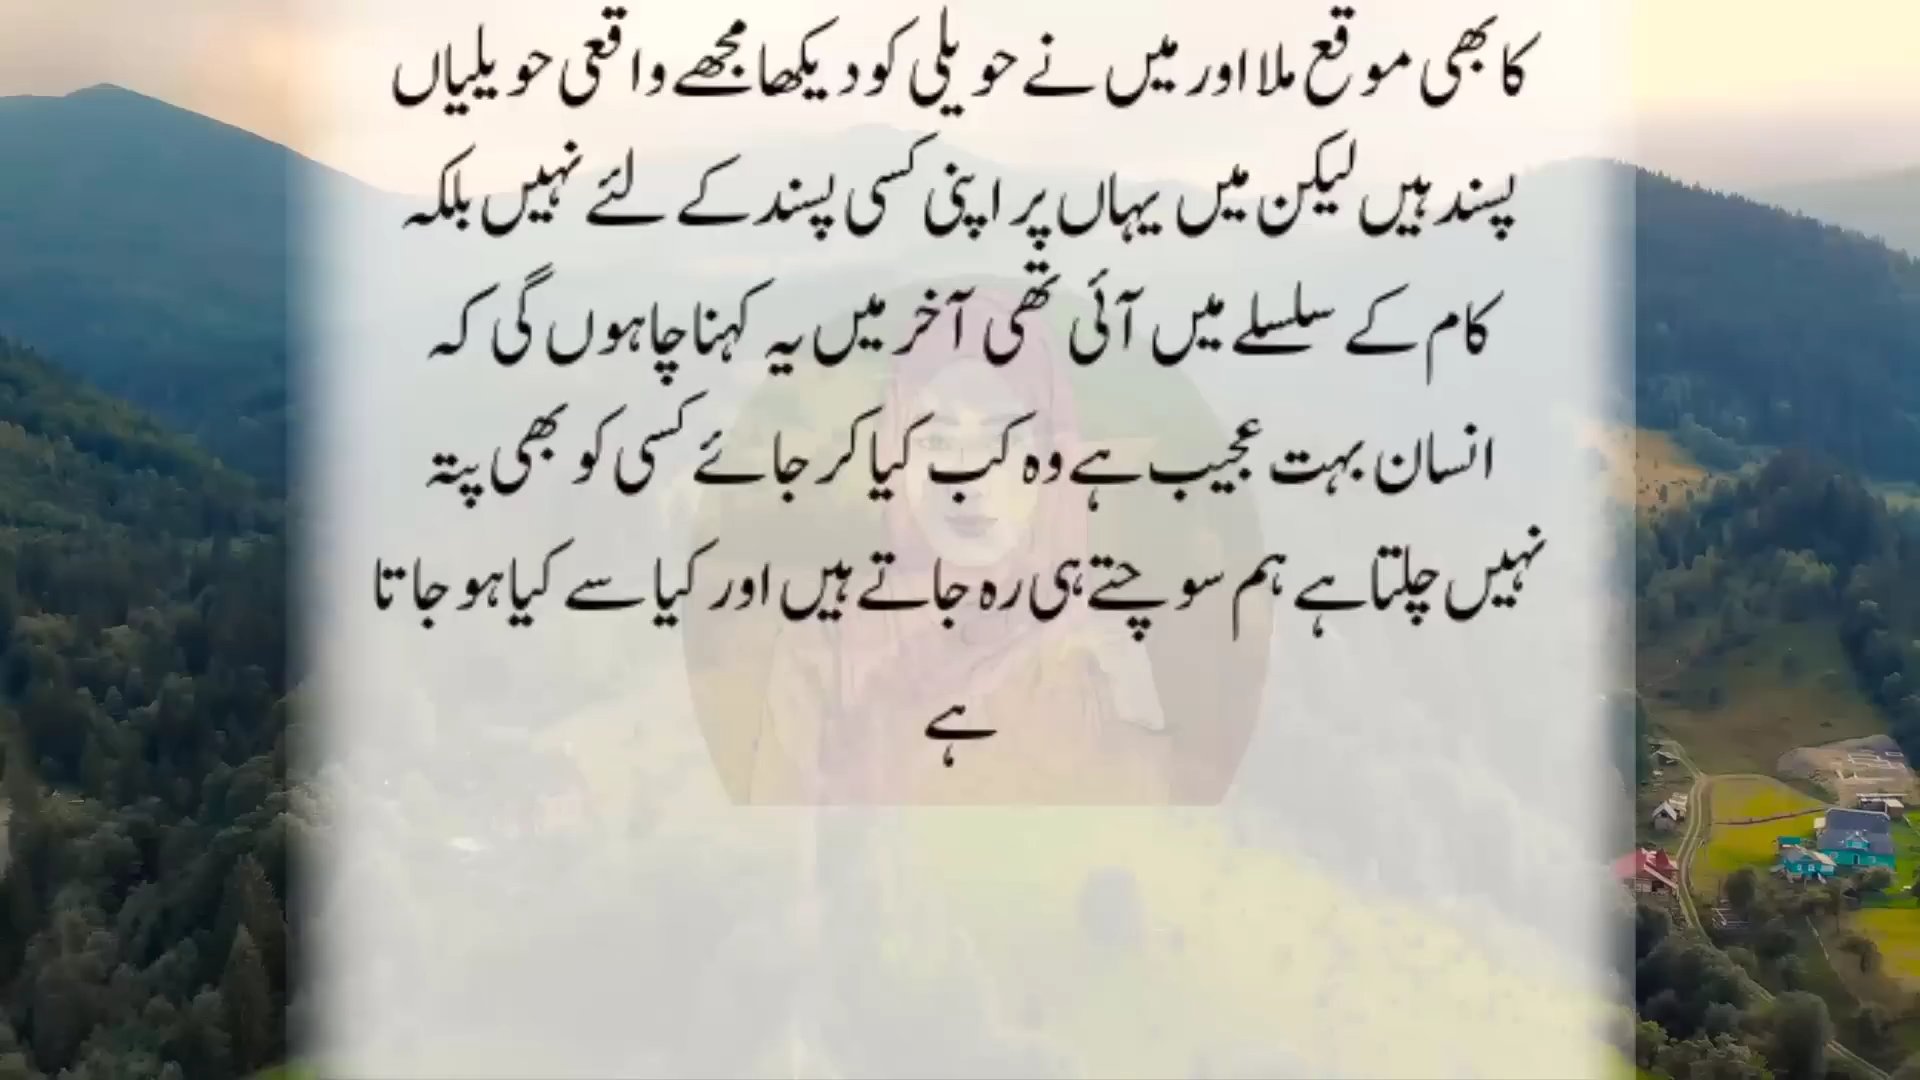 کا بھی موقع ملا اور میں نے حویلی کو دیکھا مجھے واقعی حویلیاں
پسند ہیں لیکن میں یہاں پر اپنی کسی پسند کے لئے نہیں بلکہ
کام کے سلسلے میں آئی تھی آخر میں یہ کہنا چاہوں گی کہ
انسان بہت عجیب ہے وہ کب کیا کر جائے کسی کو بھی پتہ
نہیں چلتا ہے ہم سوچتے ہی رہ جاتے ہیں اور کیا سے کیا ہو جاتا
ہے